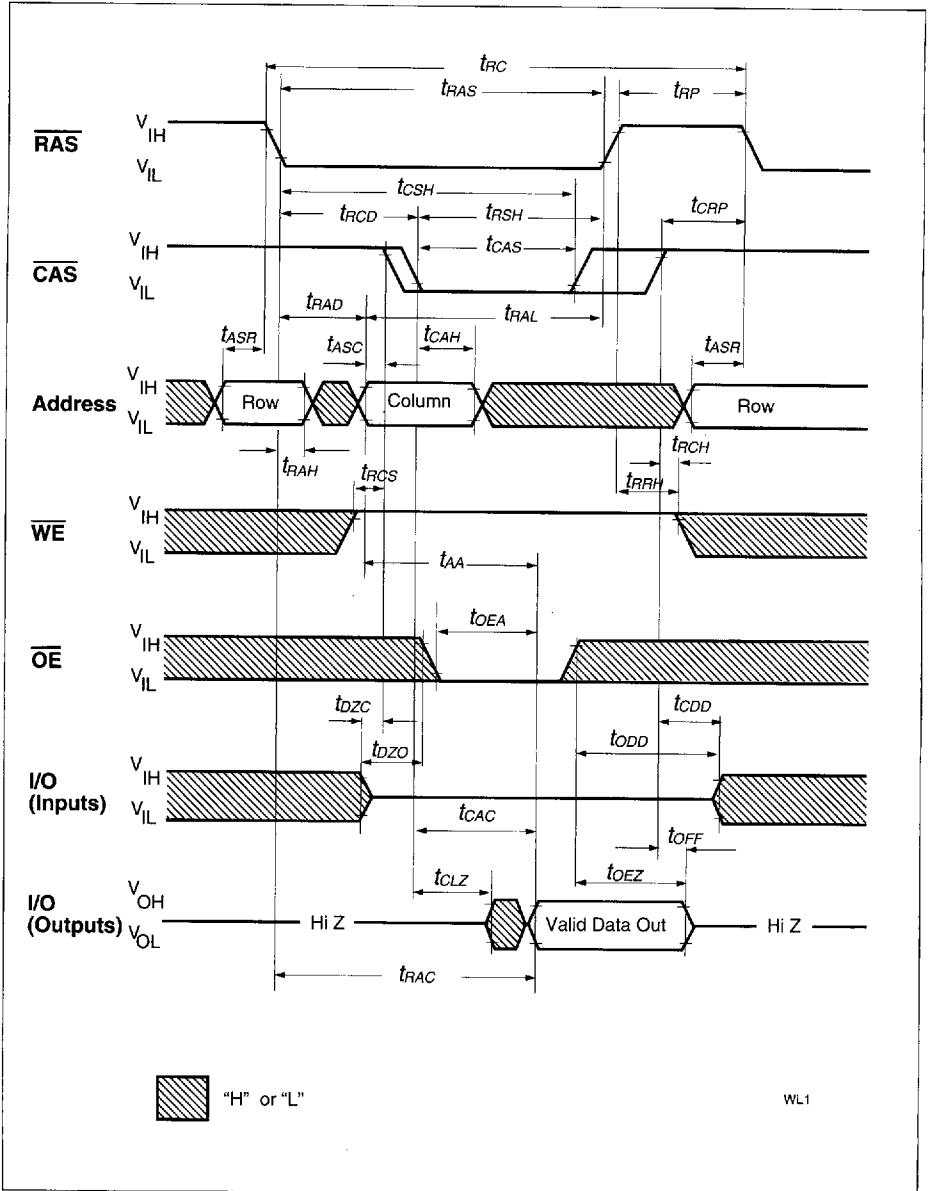 tRC
tRAS
tRP
RAS
VIH
VIL
tCSH
tRCD
tRSH
tCRP
CAS
VIH
VIL
tCAS
tRAD
tRAL
tASR
tASC
tCAH
tASR
Address
VIH
VIL
Row
Column
Row
tRAH
tRCS
tRCH
tRRH
WE
VIH
VIL
tAA
OE
VIH
VIL
tOEA
tDZC
tCDD
tDZO
tODD
I/O
(Inputs)
VIH
VIL
tCAC
tOFF
tCLZ
tOEZ
I/O
(Outputs)
VOH
VOL
Hi Z
Valid Data Out
Hi Z
tRAC
"H" or "L"
WL1